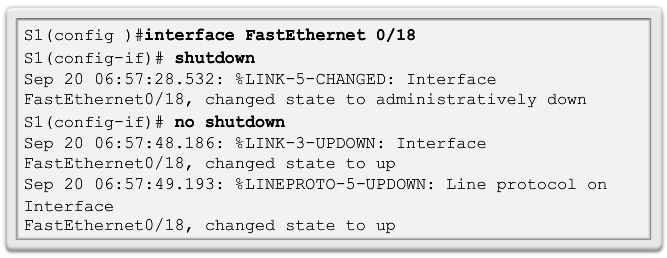 S1(config )#interface FastEthernet 0/18
S1(config-if)# shutdown
Sep 20 06:57:28.532: %LINK-5-CHANGED: Interface
FastEthernet0/18, changed state to administratively down
S1(config-if)# no shutdown
Sep 20 06:57:48.186: %LINK-3-UPDOWN: Interface
FastEthernet0/18, changed state to up
Sep 20 06:57:49.193: %LINEPROTO-5-UPDOWN: Line protocol on
Interface
FastEthernet0/18, changed state to up